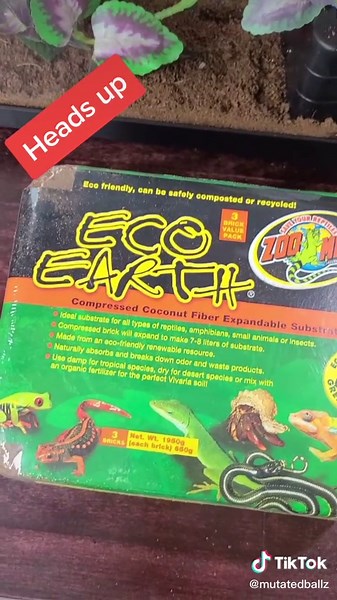 Heads up
Eco friendly, can be safely composted or recycled!
3
BRICK
VALUE
PACK
ECO
EARTH®
ZOO M
Compressed Coconut Fiber Expandable Substrat
Ideal substrate for all types of reptiles, amphibians, small animals or insects.
Compressed brick will expand to make 7-8 liters of substrate.
Made from an eco-friendly renewable resource.
Naturally absorbs and breaks down odor and waste products.
Use damp for tropical species, dry for desert species or mix with
an organic fertilizer for the perfect Vivaria soil!
3
BRICKS
Net. Wt. 1950g
(each brick) 650g
TikTok
@mutatedballz